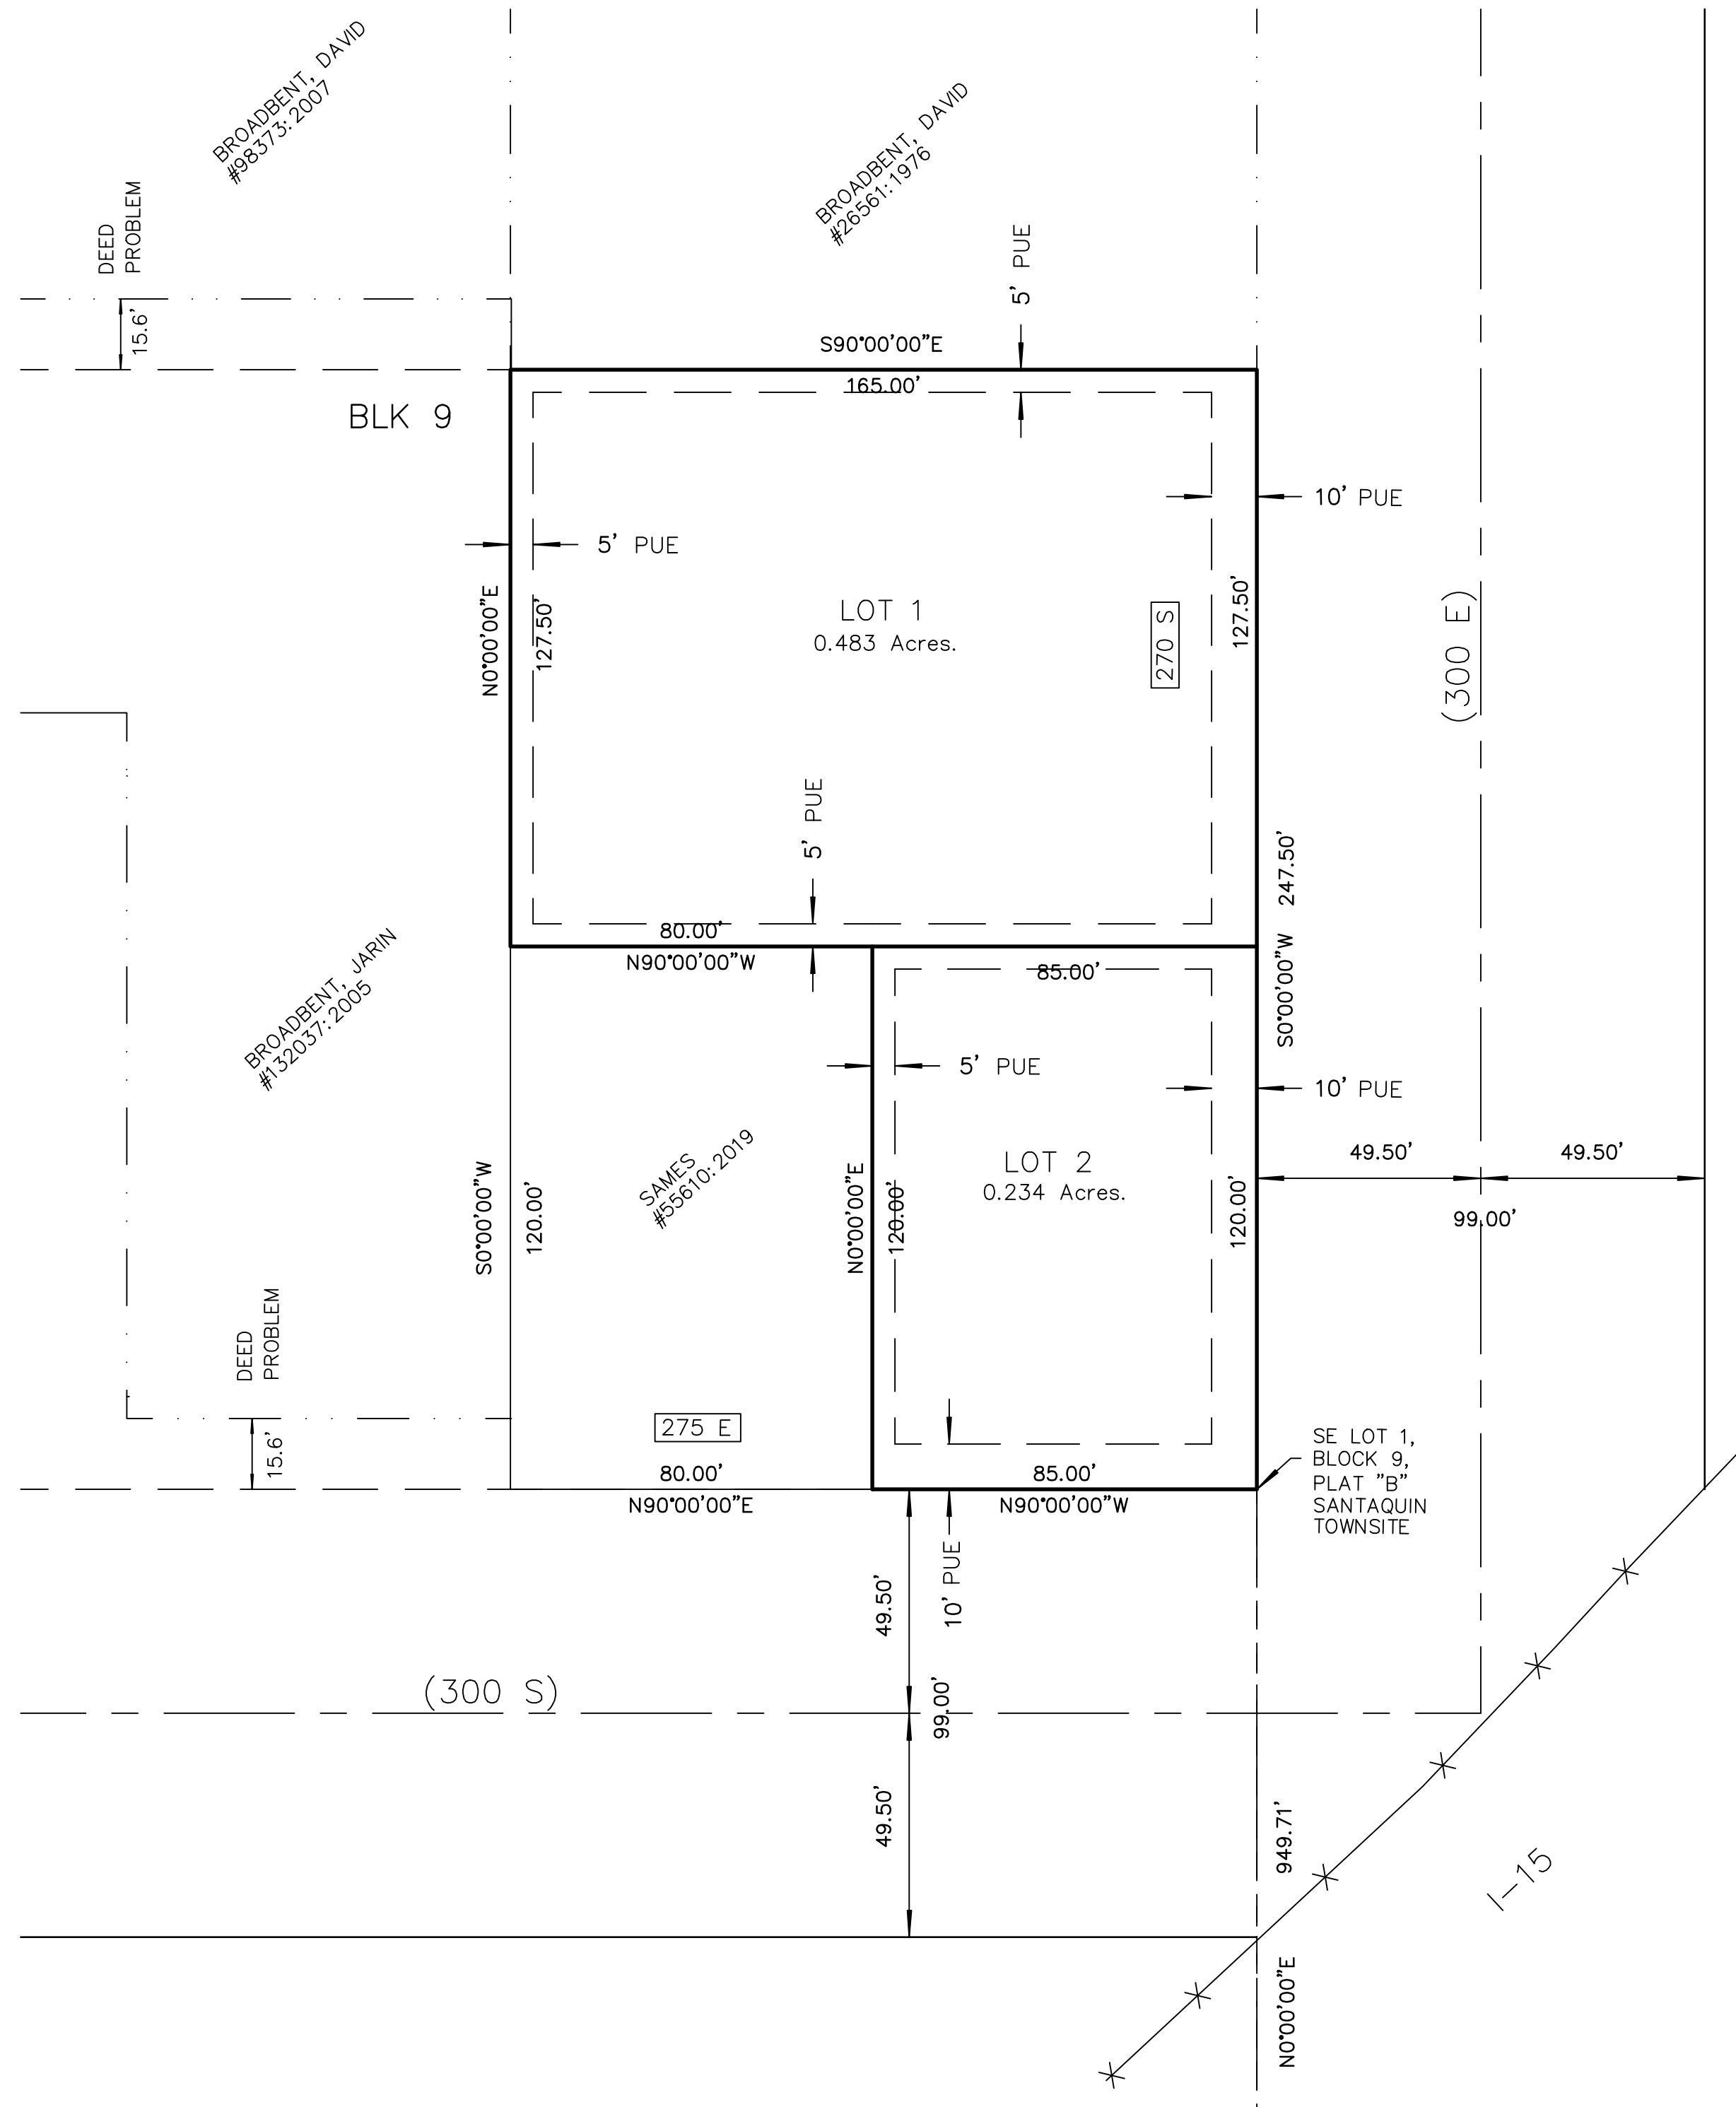 BROADBENT, DAVID
#98373:2007
BROADBENT, DAVID
#26561:1976
DEED
PROBLEM
15.6'
5' PUE
S90°00'00"E
165.00'
BLK 9
10' PUE
5' PUE
N0°00'00"E
127.50'
LOT 1
0.483 Acres.
270 S
127.50'
(300 E)
5' PUE
247.50'
S0°00'00"W
80.00'
N90°00'00"W
85.00'
BROADBENT, JARIN
#132037:2005
5' PUE
10' PUE
SAMES
#55610:2019
S0°00'00"W
120.00'
N0°00'00"E
120.00'
LOT 2
0.234 Acres.
120.00'
49.50'
49.50'
99.00'
DEED
PROBLEM
15.6'
275 E
80.00'
N90°00'00"E
85.00'
N90°00'00"W
SE LOT 1,
BLOCK 9,
PLAT "B"
SANTAQUIN
TOWNSITE
49.50'
10' PUE
99.00'
(300 S)
49.50'
949.71'
N0°00'00"E
I-15